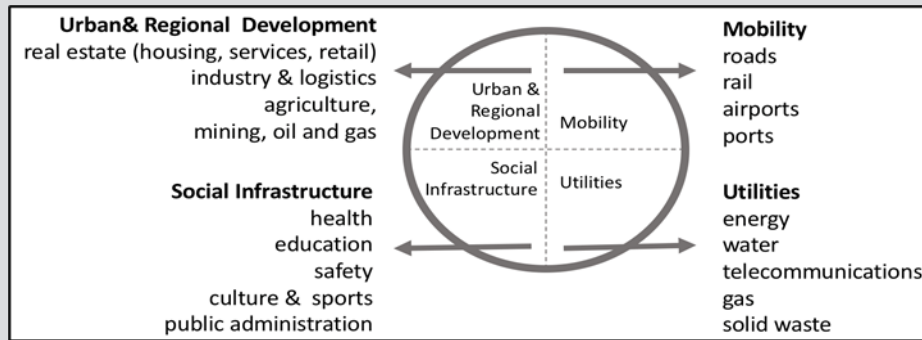 Urban& Regional Development
real estate (housing, services, retail)
industry & logistics
agriculture,
mining, oil and gas
Urban &
Regional
Development
Mobility
Mobility
roads
rail
airports
ports
Social Infrastructure
health
education
safety
culture & sports
public administration
Social
Infrastructure
Utilities
Utilities
energy
water
telecommunications
gas
solid waste